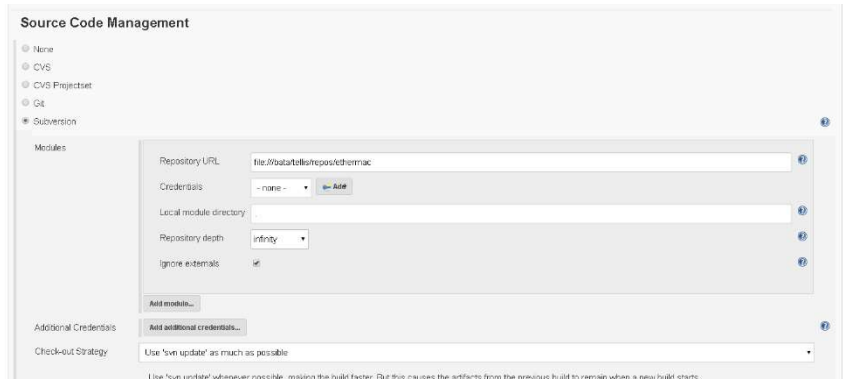 Source Code Management
None
CVS
CVS Projectset
Git
Subversion
Modules
Repository URL
file:///bata/tellis/repos/ethermac
Credentials
- none -
Add
Local module directory
.
Repository depth
infinity
Ignore externals
Add module...
Additional Credentials
Add additional credentials...
Check-out Strategy
Use 'svn update' as much as possible
Use 'svn update' whenever possible, making the build faster. But this causes the artifacts from the previous build to remain when a new build starts.